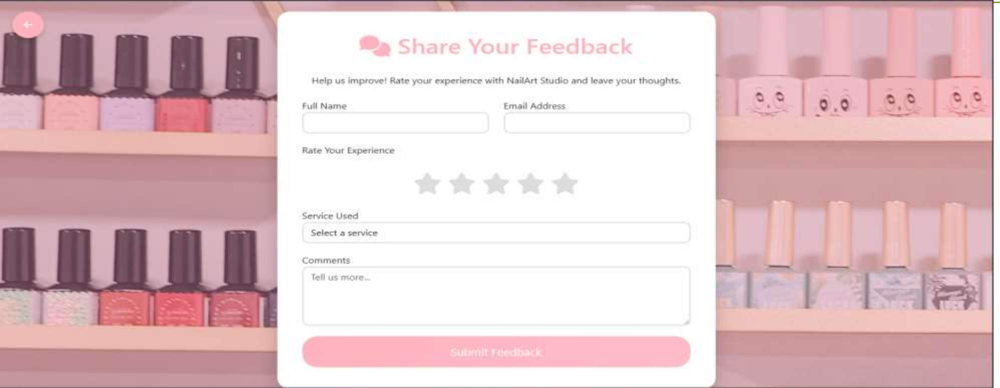 Share Your Feedback
Help us improve! Rate your experience with NailArt Studio and leave your thoughts.
Full Name
Email Address
Rate Your Experience
Service Used
Select a service
Comments
Tell us more...
Submit Feedback